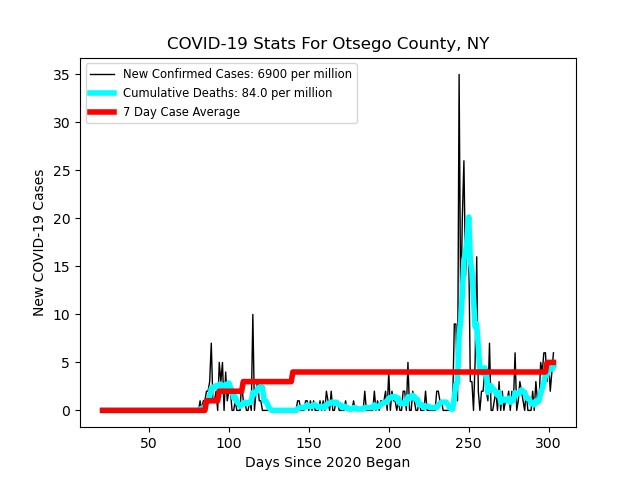 COVID-19 Stats For Otsego County, NY
New Confirmed Cases: 6900 per million
Cumulative Deaths: 84.0 per million
7 Day Case Average
New COVID-19 Cases
35
30
25
20
15
10
5
0
50 100 150 200 250 300
Days Since 2020 Began